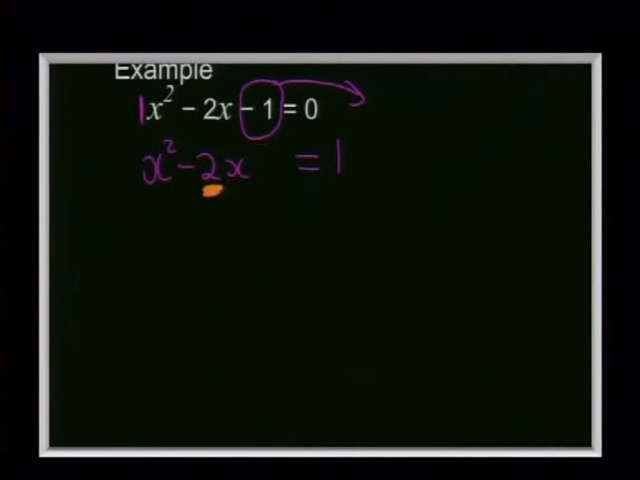 Example
1x² − 2x − 1 = 0
x² − 2x = 1